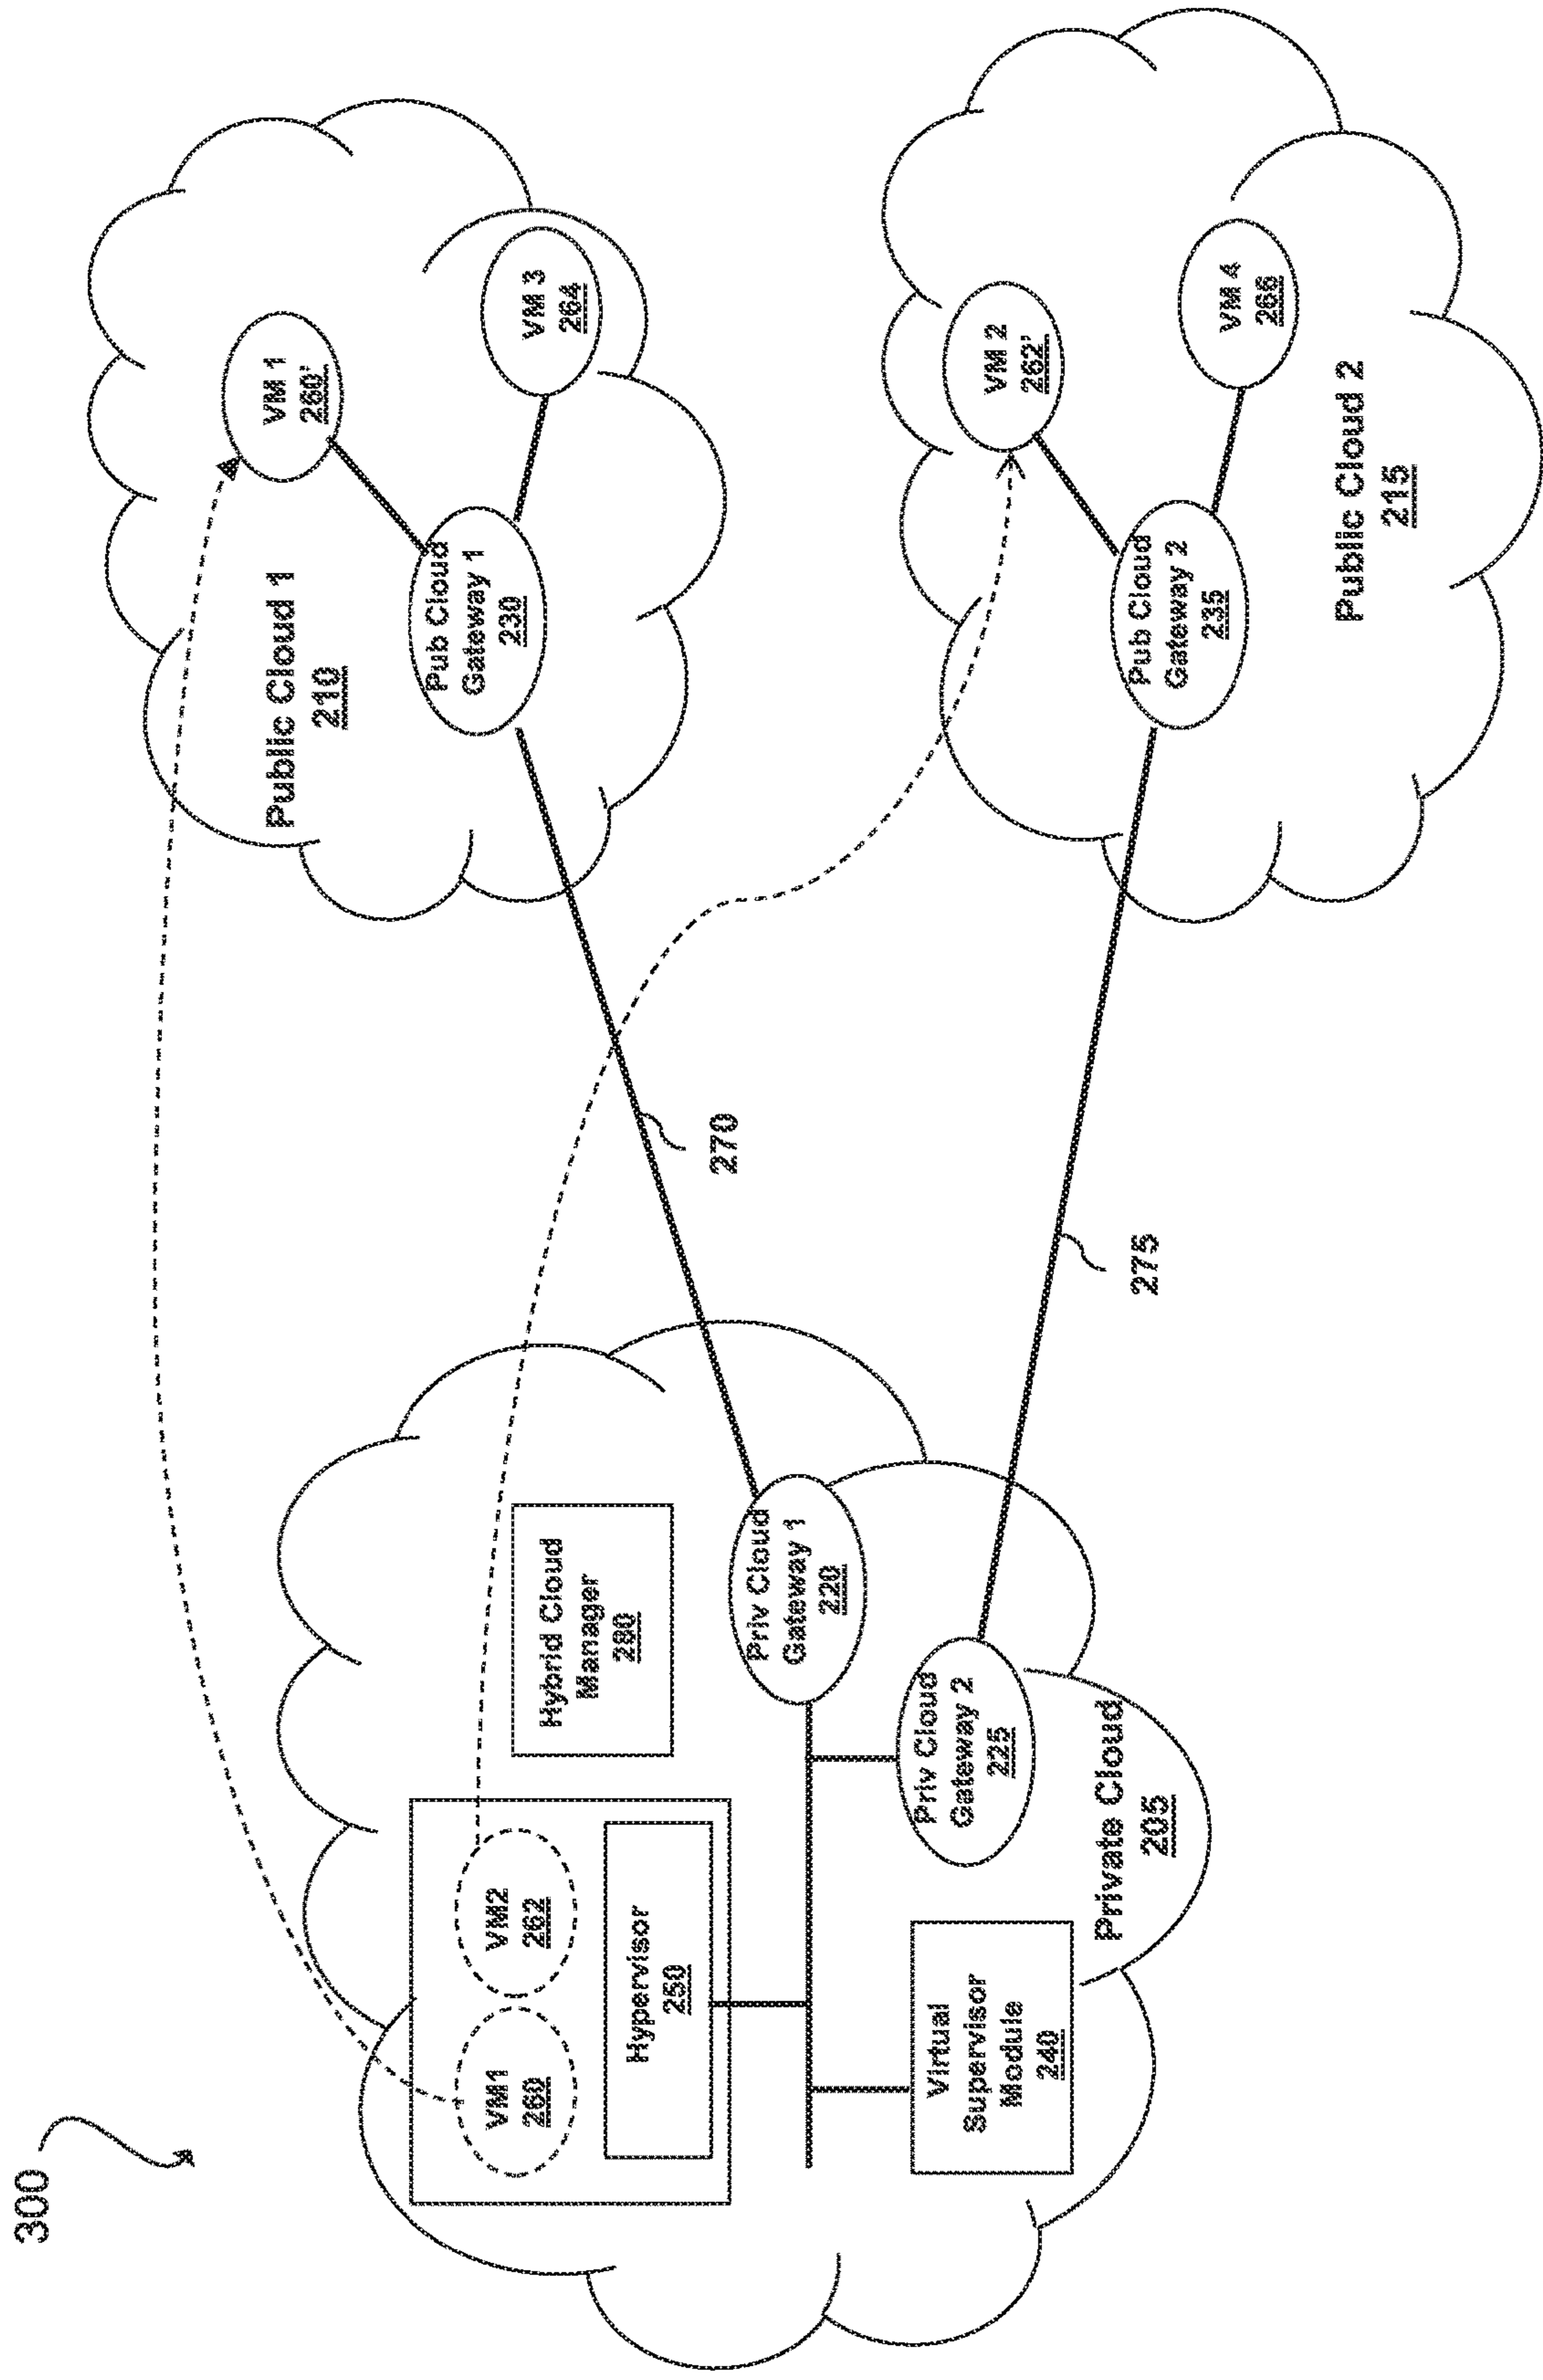 300
VM1
260
VM2
262
Hypervisor
250
Hybrid Cloud
Manager
280
Virtual
Supervisor
Module
240
Priv Cloud
Gateway 1
220
Priv Cloud
Gateway 2
225
Private Cloud
205
270
275
Public Cloud 1
210
Pub Cloud
Gateway 1
230
VM 1
260'
VM 3
264
Pub Cloud
Gateway 2
235
VM 2
262'
VM 4
266
Public Cloud 2
215